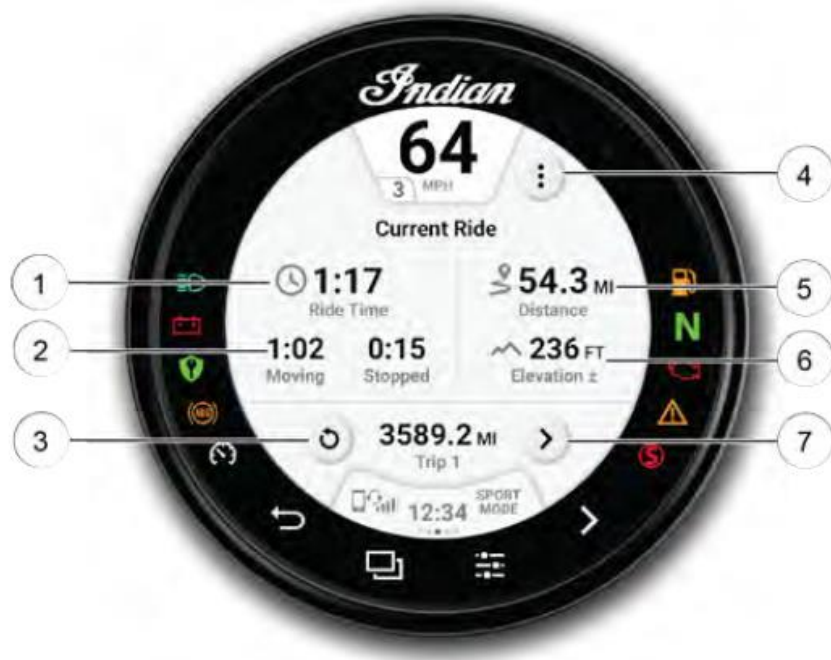 Indian
64
3 MPH
4
Current Ride
1
1:17
Ride Time
54.3 MI
Distance
5
2
1:02
Moving
0:15
Stopped
236 FT
Elevation ±
6
N
ABS
3
3589.2 MI
Trip 1
7
S
12:34
SPORT
MODE